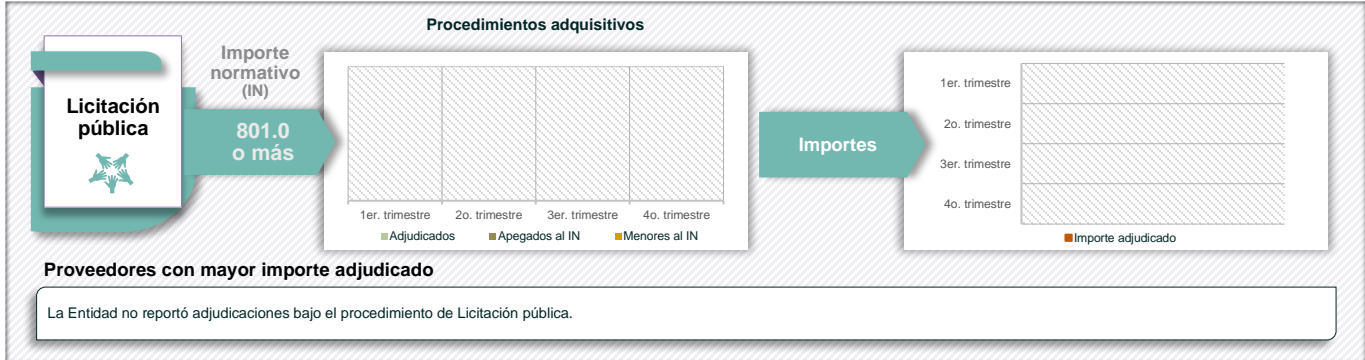 Procedimientos adquisitivos
Licitación
pública
Importe
normativo
(IN)
801.0
o más
1er. trimestre 2o. trimestre 3er. trimestre 4o. trimestre
Adjudicados Apegados al IN Menores al IN
Importes
1er. trimestre
2o. trimestre
3er. trimestre
4o. trimestre
Importe adjudicado
Proveedores con mayor importe adjudicado
La Entidad no reportó adjudicaciones bajo el procedimiento de Licitación pública.